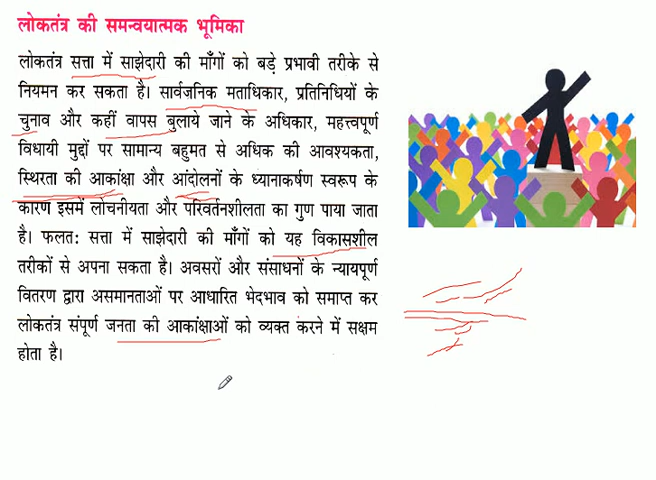 लोकतंत्र की समन्वयात्मक भूमिका
लोकतंत्र सत्ता में साझेदारी की माँगों को बड़े प्रभावी तरीके से
नियमन कर सकता है। सार्वजनिक मताधिकार, प्रतिनिधियों के
चुनाव और कहीं वापस बुलाये जाने के अधिकार, महत्त्वपूर्ण
विधायी मुद्दों पर सामान्य बहुमत से अधिक की आवश्यकता,
स्थिरता की आकांक्षा और आंदोलनों के ध्यानाकर्षण स्वरूप के
कारण इसमें लोचनीयता और परिवर्तनशीलता का गुण पाया जाता
है। फलत: सत्ता में साझेदारी की माँगों को यह विकासशील
तरीकों से अपना सकता है। अवसरों और संसाधनों के न्यायपूर्ण
वितरण द्वारा असमानताओं पर आधारित भेदभाव को समाप्त कर
लोकतंत्र संपूर्ण जनता की आकांक्षाओं को व्यक्त करने में सक्षम
होता है।